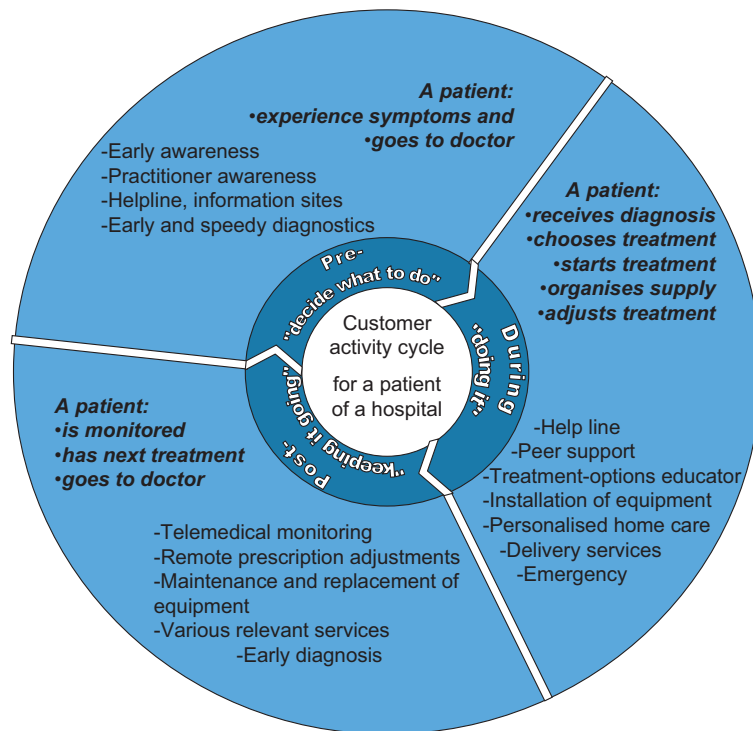 A patient:
•experience symptoms and
•goes to doctor
-Early awareness
-Practitioner awareness
-Helpline, information sites
-Early and speedy diagnostics
A patient:
•receives diagnosis
•chooses treatment
•starts treatment
•organises supply
•adjusts treatment
Pre-
"decide what to do"
Customer
activity cycle
for a patient
of a hospital
During
"doing it"
Post-
"keeping it going"
A patient:
•is monitored
•has next treatment
•goes to doctor
-Help line
-Peer support
-Treatment-options educator
-Installation of equipment
-Personalised home care
-Delivery services
-Emergency
-Telemedical monitoring
-Remote prescription adjustments
-Maintenance and replacement of
equipment
-Various relevant services
-Early diagnosis